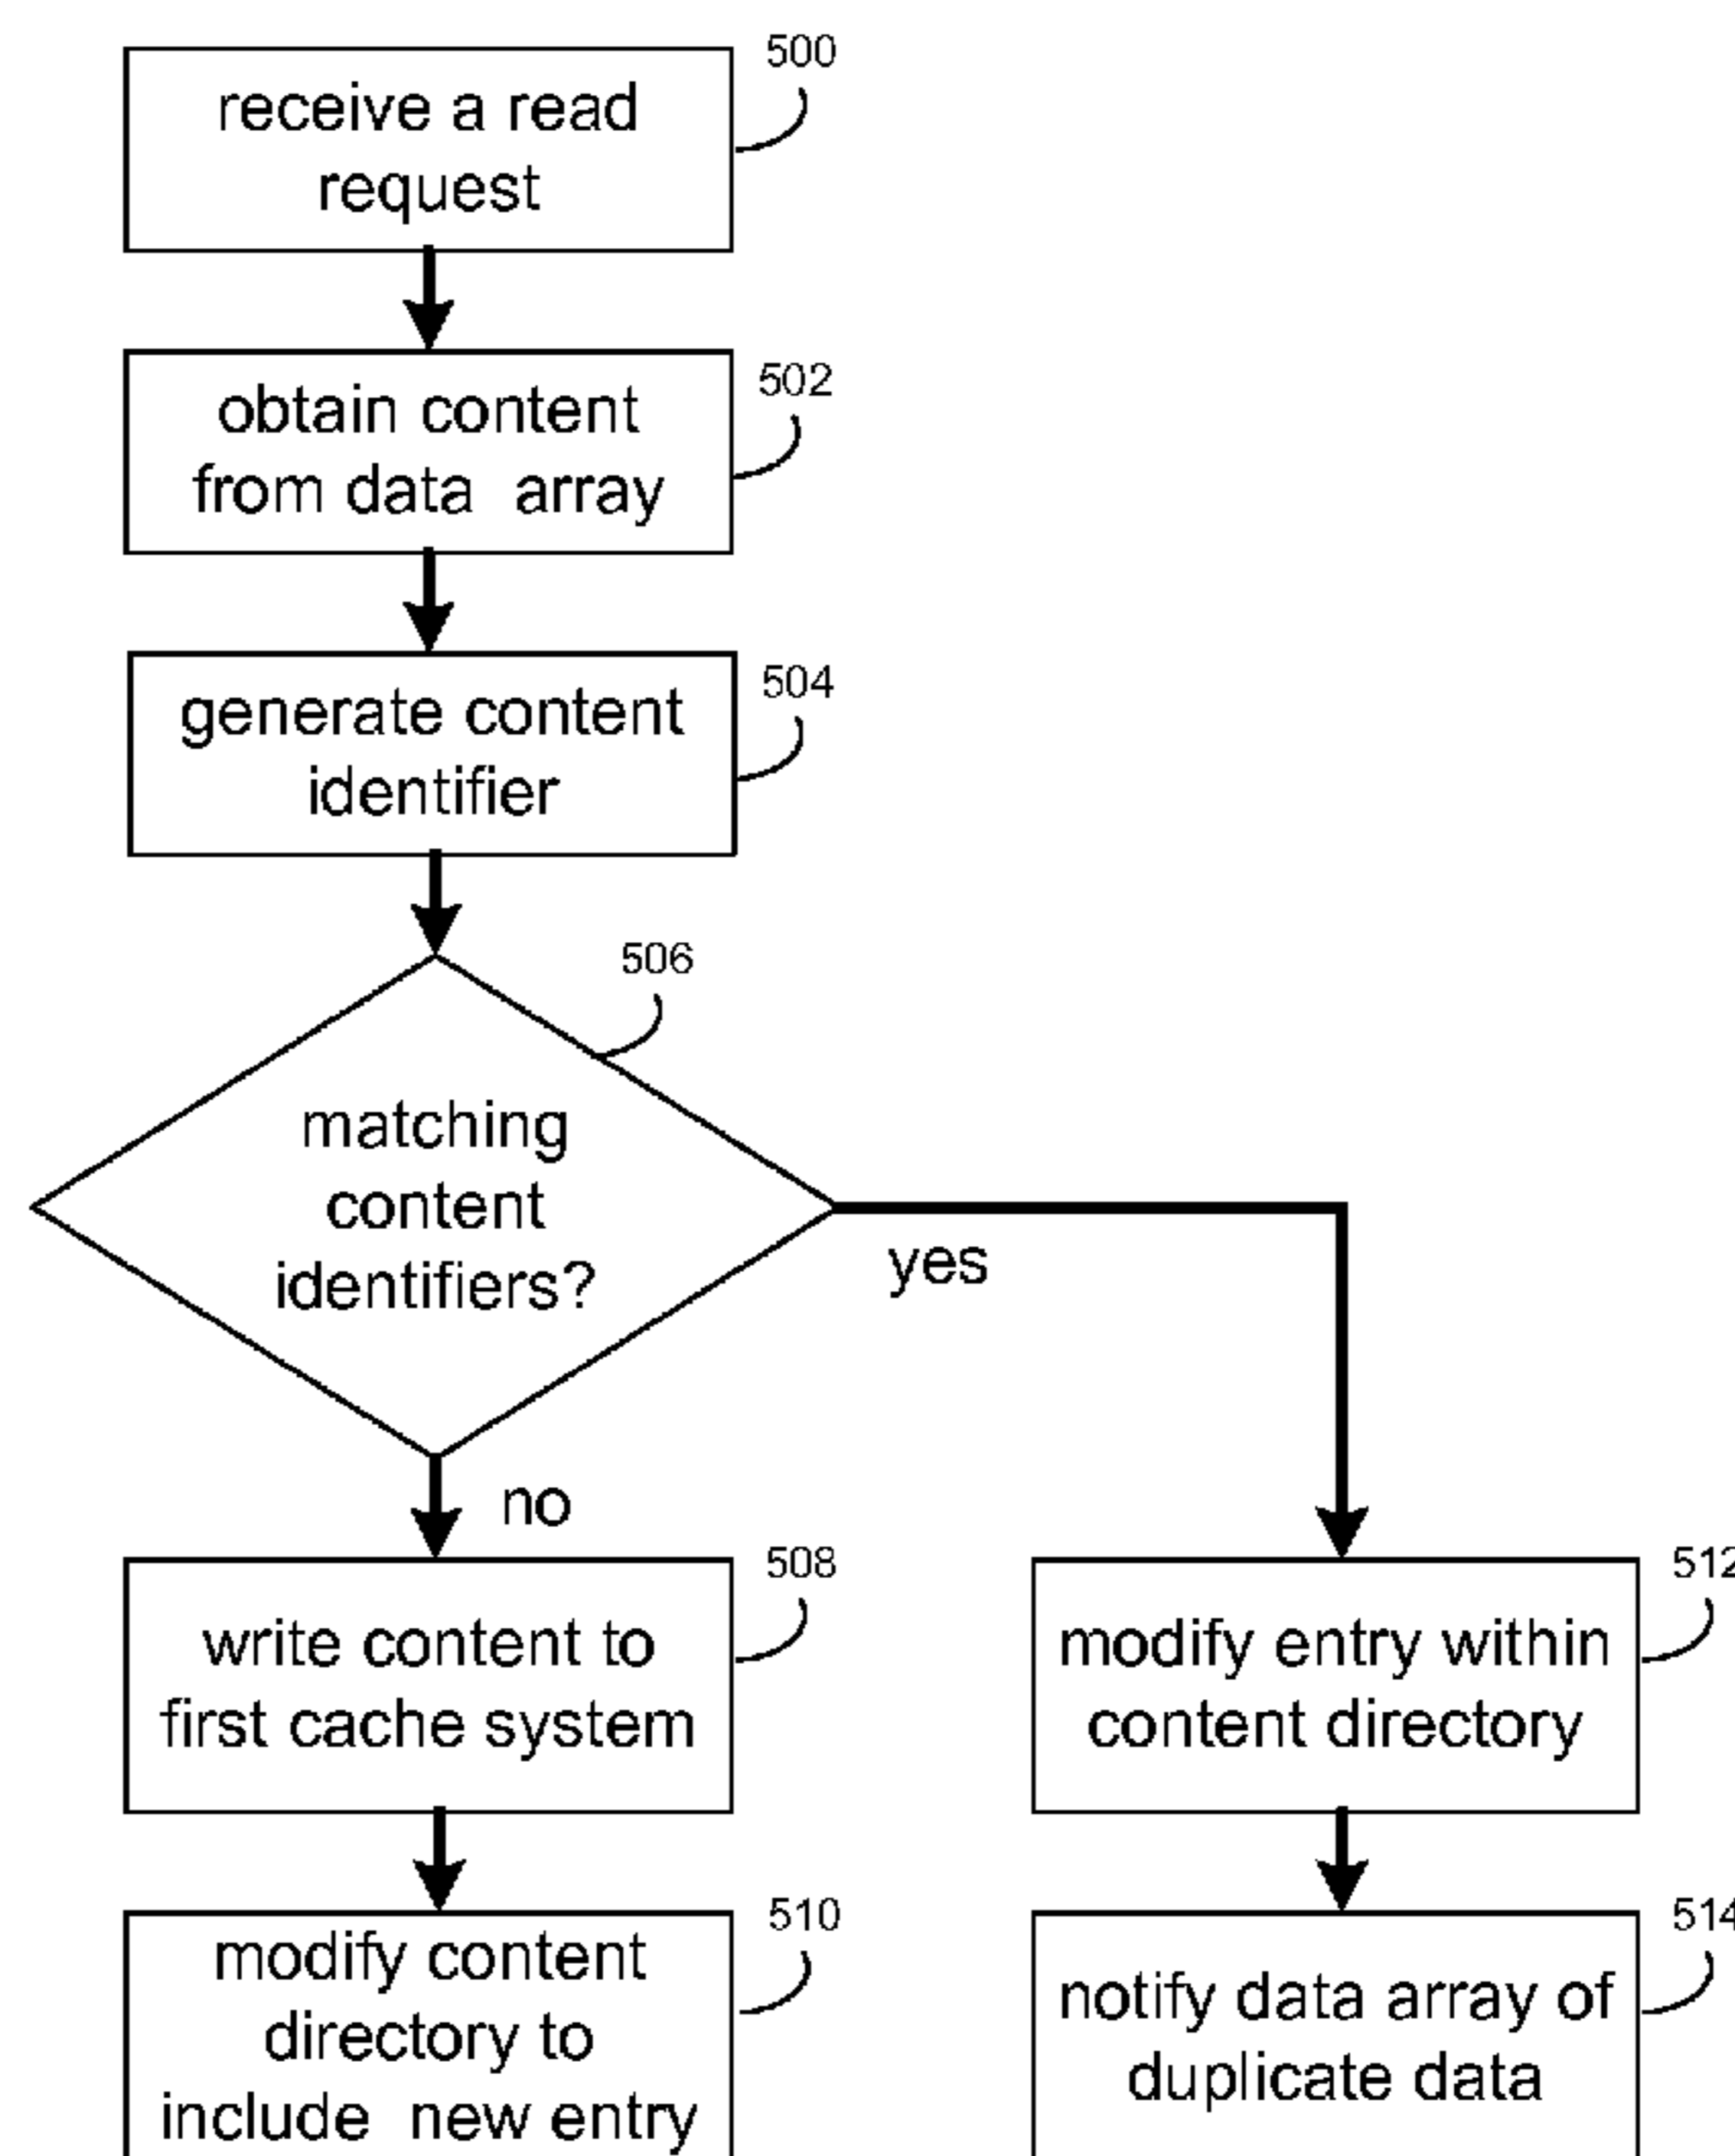 500
receive a read
request
502
obtain content
from data array
504
generate content
identifier
506
matching
content
identifiers?
yes
no
508
write content to
first cache system
512
modify entry within
content directory
510
modify content
directory to
include new entry
514
notify data array of
duplicate data